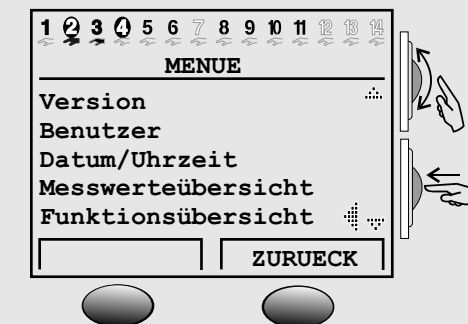 1 2 3 4 5 6 7 8 9 10 11 12 13 14
MENUE
Version
Benutzer
Datum/Uhrzeit
Messwerteübersicht
Funktionsübersicht
ZURUECK